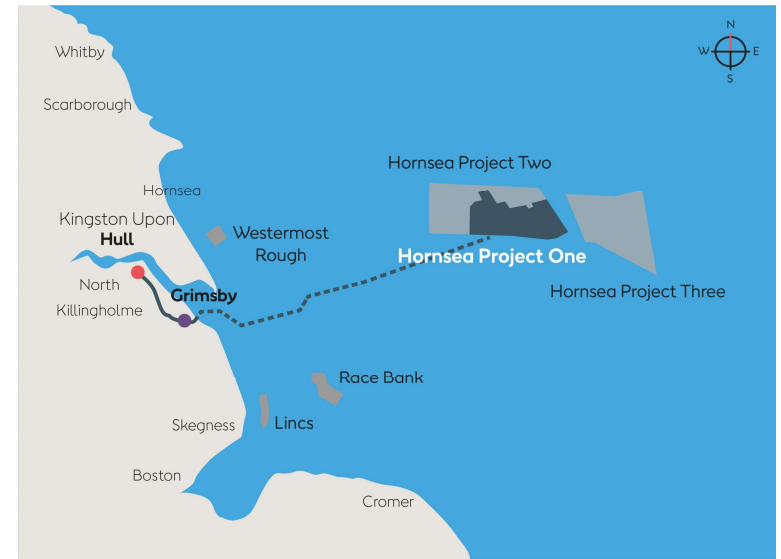 Whitby
N
W
E
S
Scarborough
Hornsea Project Two
Hornsea
Kingston Upon
Hull
Westermost
Rough
Hornsea Project One
North
Killingholme
Grimsby
Hornsea Project Three
Race Bank
Skegness
Lincs
Boston
Cromer